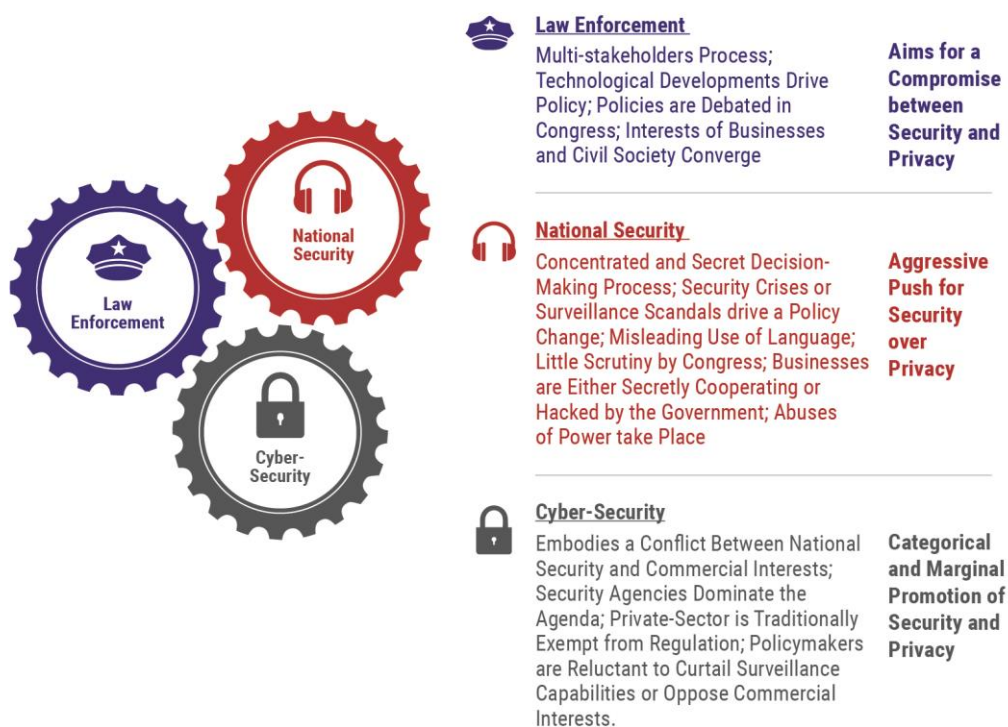 National
Security
Law
Enforcement
Cyber-
Security
Law Enforcement
Multi-stakeholders Process;
Technological Developments Drive
Policy; Policies are Debated in
Congress; Interests of Businesses
and Civil Society Converge
Aims for a
Compromise
between
Security and
Privacy
National Security
Concentrated and Secret Decision-
Making Process; Security Crises or
Surveillance Scandals drive a Policy
Change; Misleading Use of Language;
Little Scrutiny by Congress; Businesses
are Either Secretly Cooperating or
Hacked by the Government; Abuses
of Power take Place
Aggressive
Push for
Security
over
Privacy
Cyber-Security
Embodies a Conflict Between National
Security and Commercial Interests;
Security Agencies Dominate the
Agenda; Private-Sector is Traditionally
Exempt from Regulation; Policymakers
are Reluctant to Curtail Surveillance
Capabilities or Oppose Commercial
Interests.
Categorical
and Marginal
Promotion of
Security and
Privacy